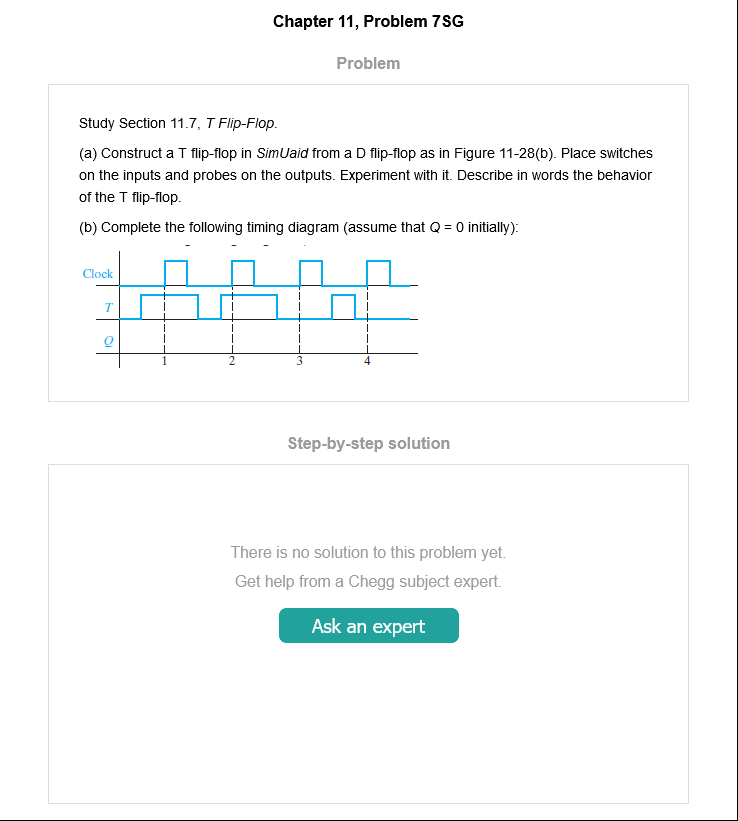 Chapter 11, Problem 7SG
Problem
Study Section 11.7, T Flip-Flop.
(a) Construct a T flip-flop in SimUaid from a D flip-flop as in Figure 11-28(b). Place switches
on the inputs and probes on the outputs. Experiment with it. Describe in words the behavior
of the T flip-flop.
(b) Complete the following timing diagram (assume that Q = 0 initially):
Clock
T
Q
1 2 3 4
Step-by-step solution
There is no solution to this problem yet.
Get help from a Chegg subject expert.
Ask an expert